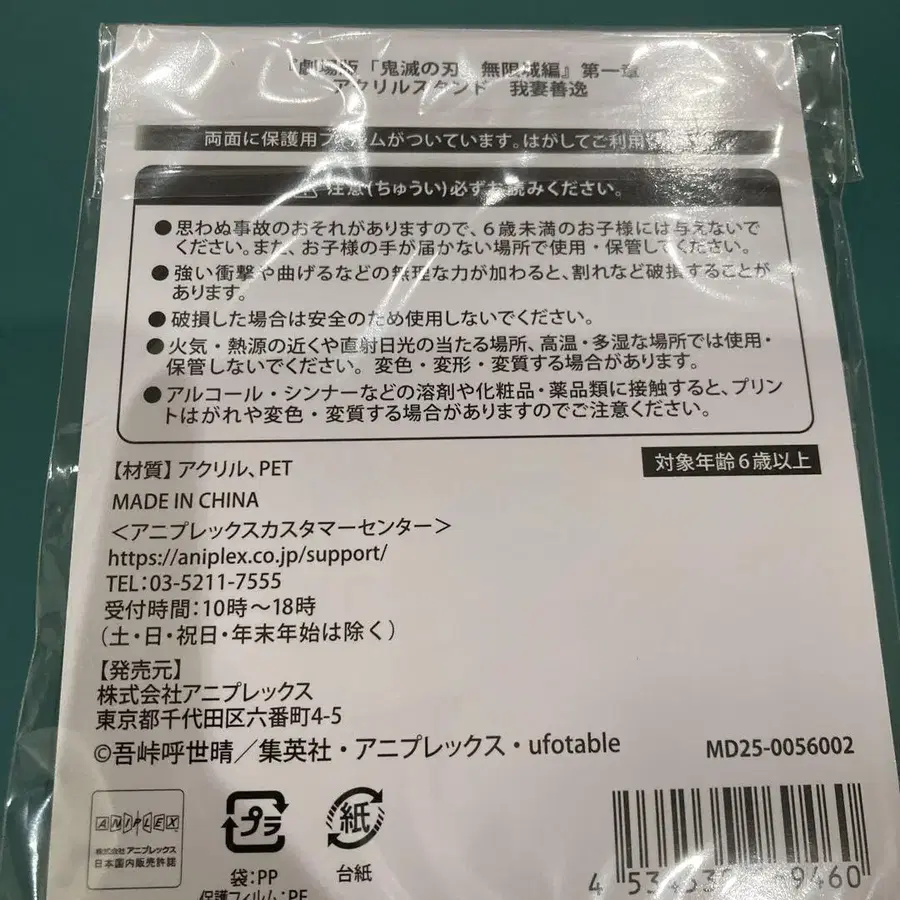 『劇場版「鬼滅の刃」無限城編』第一章
アクリルスタンド 我妻善逸
両面に保護用フィルムがついています。はがしてご利用
注意(ちゅうい)必ずお読みください。
●思わぬ事故のおそれがありますので、6歳未満のお子様には与えないで
ください。また、お子様の手が届かない場所で使用・保管してください。
●強い衝撃や曲げるなどの無理な力が加わると、割れなど破損することが
あります。
●破損した場合は安全のため使用しないでください。
●火気・熱源の近くや直射日光の当たる場所、高温・多湿な場所では使用・
保管しないでください。変色・変形・変質する場合があります。
●アルコール・シンナーなどの溶剤や化粧品・薬品類に接触すると、プリン
トはがれや変色・変質する場合がありますのでご注意ください。
【材質】アクリル、PET
対象年齢6歳以上
MADE IN CHINA
<アニプレックスカスタマーセンター>
https://aniplex.co.jp/support/
TEL:03-5211-7555
受付時間:10時~18時
(土・日・祝日・年末年始は除く)
【発売元】
株式会社アニプレックス
東京都千代田区六番町4-5
©吾峠呼世晴/集英社・アニプレックス・ufotable
MD25-0056002
ANIPLEX
株式会社アニプレックス
日本国内販売許諾
プラ
袋:PP
保護フィルム:PE
紙
台紙
4 53453 9460